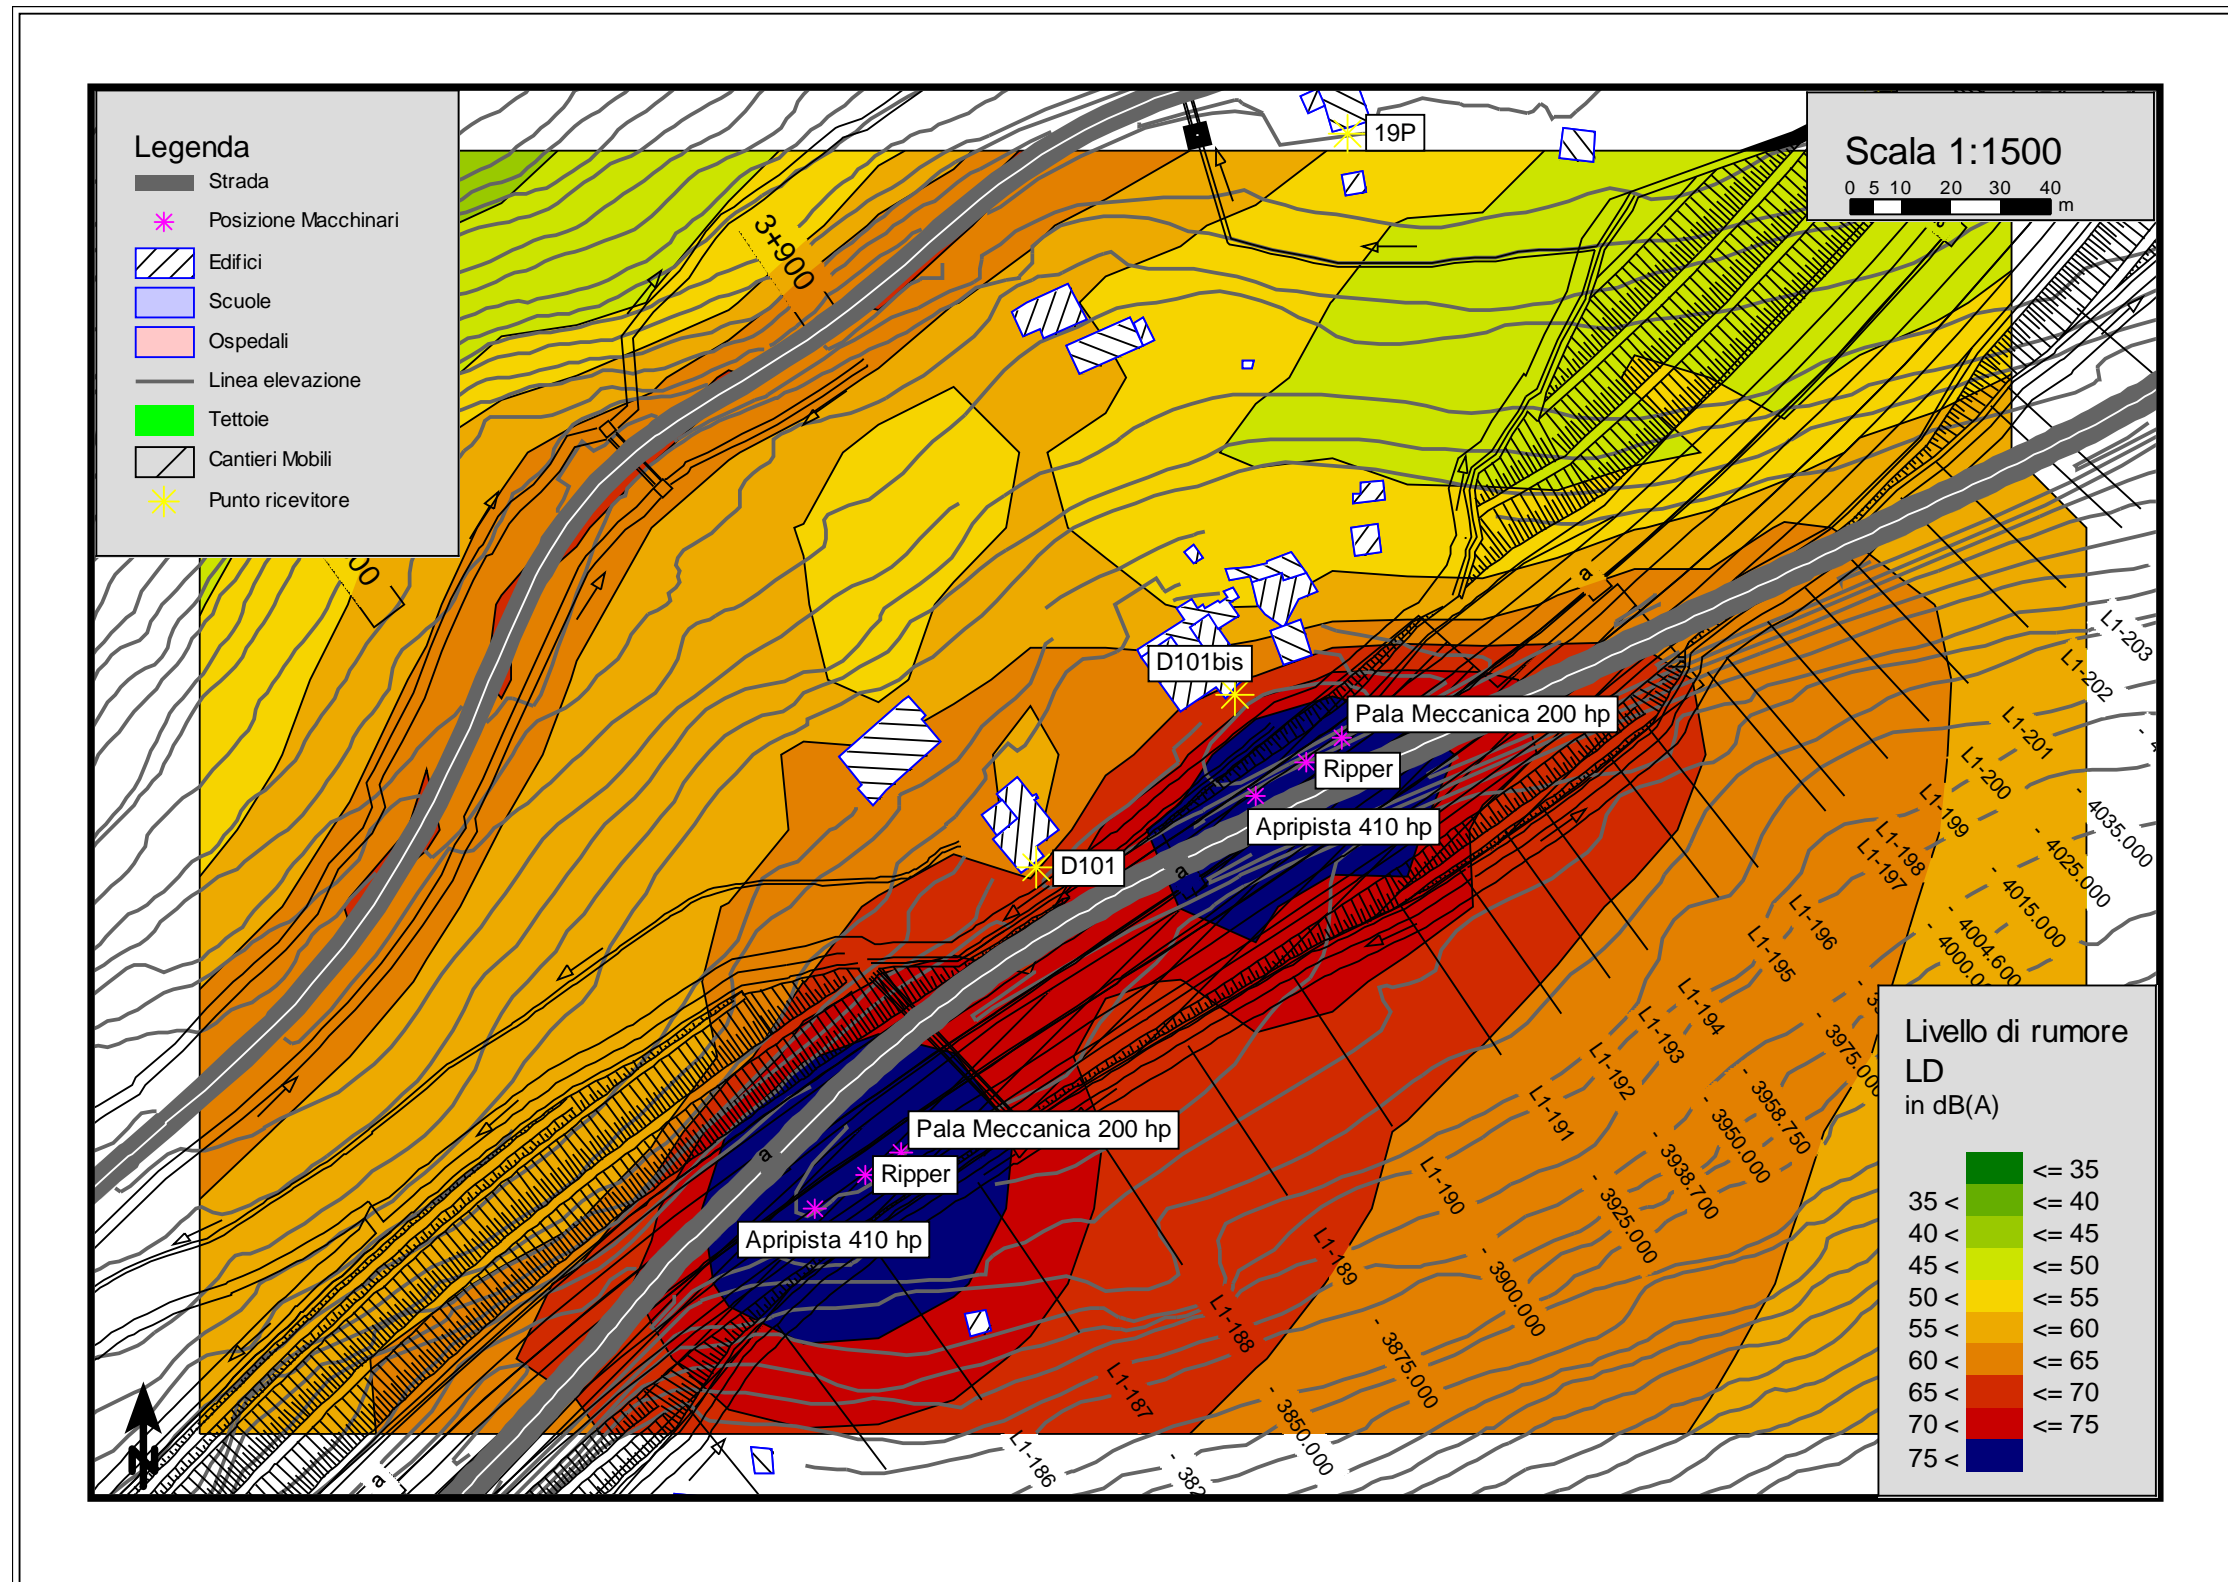 Legenda
Strada
Posizione Macchinari
Edifici
Scuole
Ospedali
Linea elevazione
Tettoie
Cantieri Mobili
Punto ricevitore
Scala 1:1500
0 5 10 20 30 40
m
19P
3+900
00
D101bis
Pala Meccanica 200 hp
Ripper
Apripista 410 hp
D101
Pala Meccanica 200 hp
Ripper
Apripista 410 hp
a
a
a
a
L1-203
L1-202
L1-201
L1-200
L1-199
L1-198
L1-197
L1-196
L1-195
L1-194
L1-193
L1-192
L1-191
L1-190
L1-189
L1-188
L1-187
L1-186
- 4035.000
- 4025.000
- 4015.000
- 4004.600
- 3975.000
- 3958.750
- 3950.000
- 3938.700
- 3925.000
- 3900.000
- 3875.000
- 3850.000
- 382
N
Livello di rumore
LD
in dB(A)
<= 35
35 < <= 40
40 < <= 45
45 < <= 50
50 < <= 55
55 < <= 60
60 < <= 65
65 < <= 70
70 < <= 75
75 <